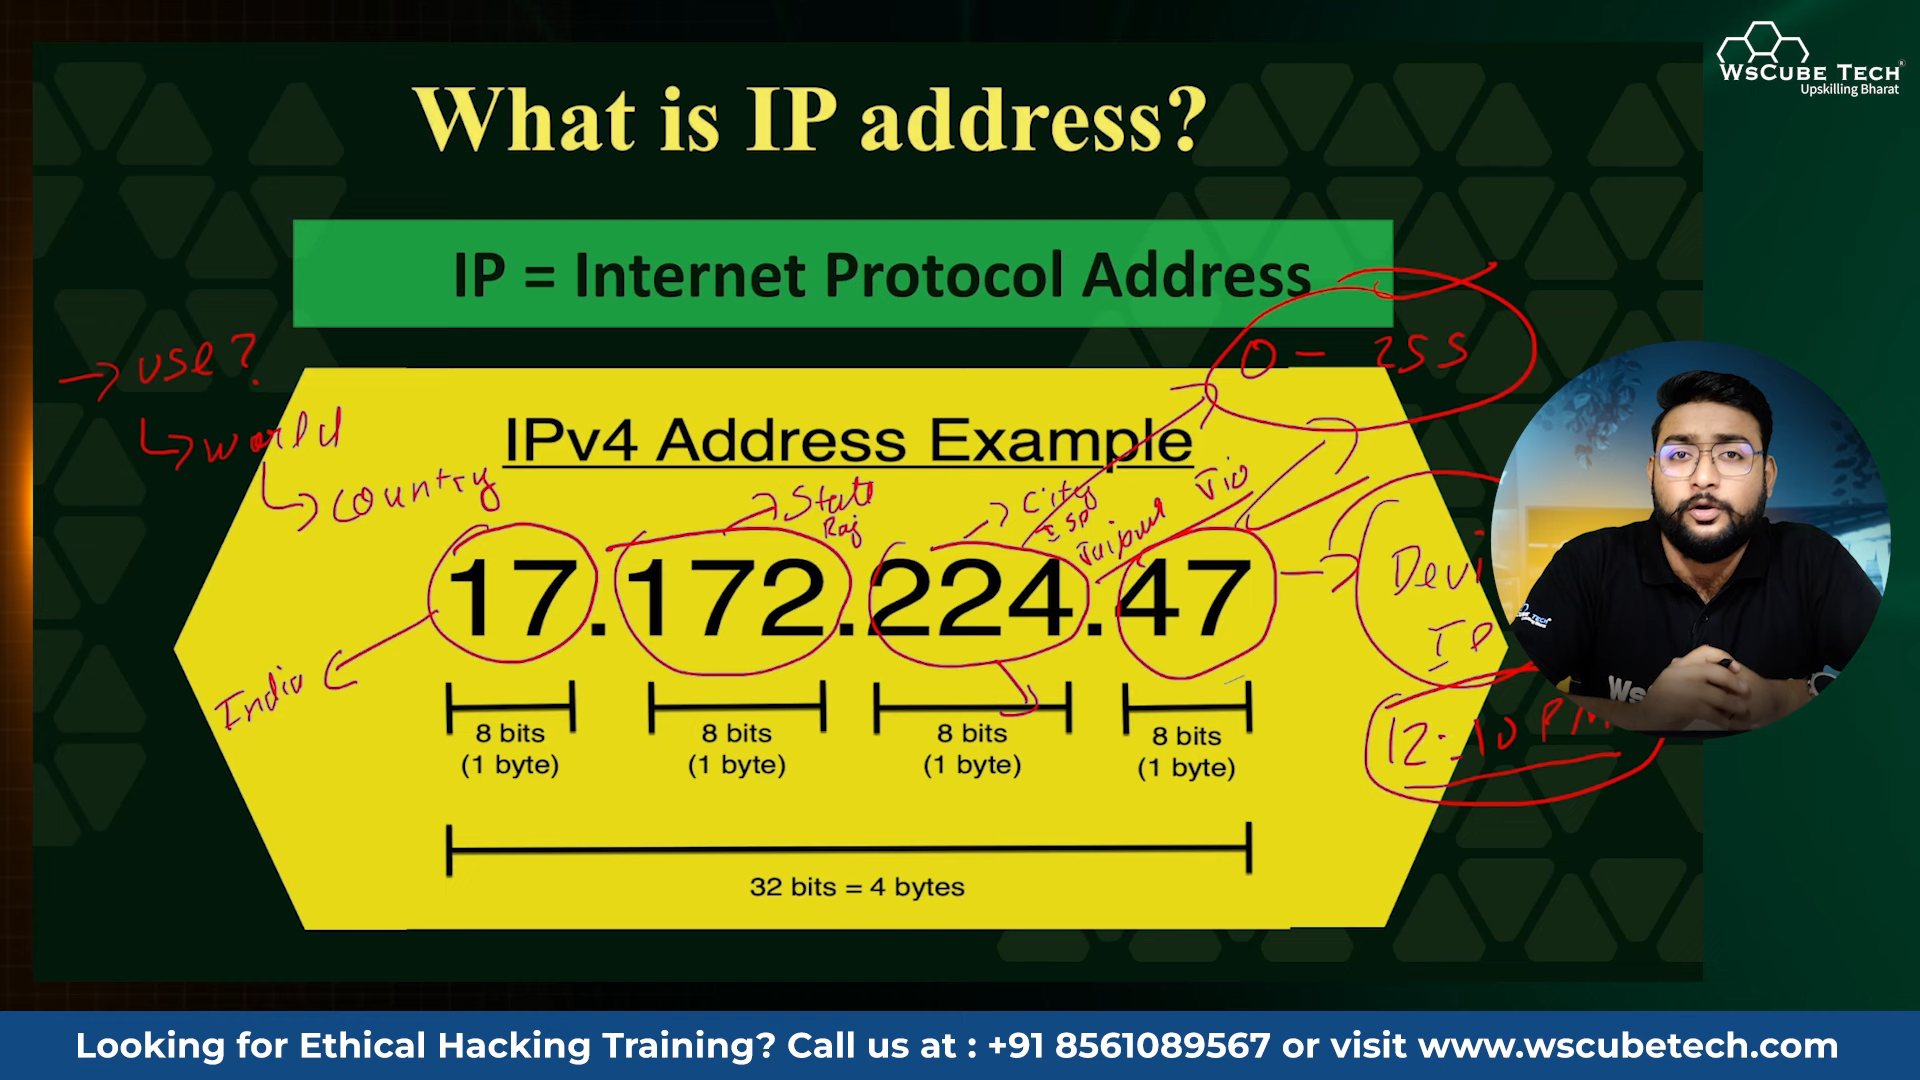 WsCube Tech
Upskilling Bharat
What is IP address?
IP = Internet Protocol Address
→ use?
0 - 255
↳ world
↳ country
IPv4 Address Example
State
Raj
City
ISP
Jaipur
Jio
17.172.224.47
Devi
IP
India
12:10 PM
8 bits
(1 byte)
8 bits
(1 byte)
8 bits
(1 byte)
8 bits
(1 byte)
32 bits = 4 bytes
Looking for Ethical Hacking Training? Call us at : +91 8561089567 or visit www.wscubetech.com